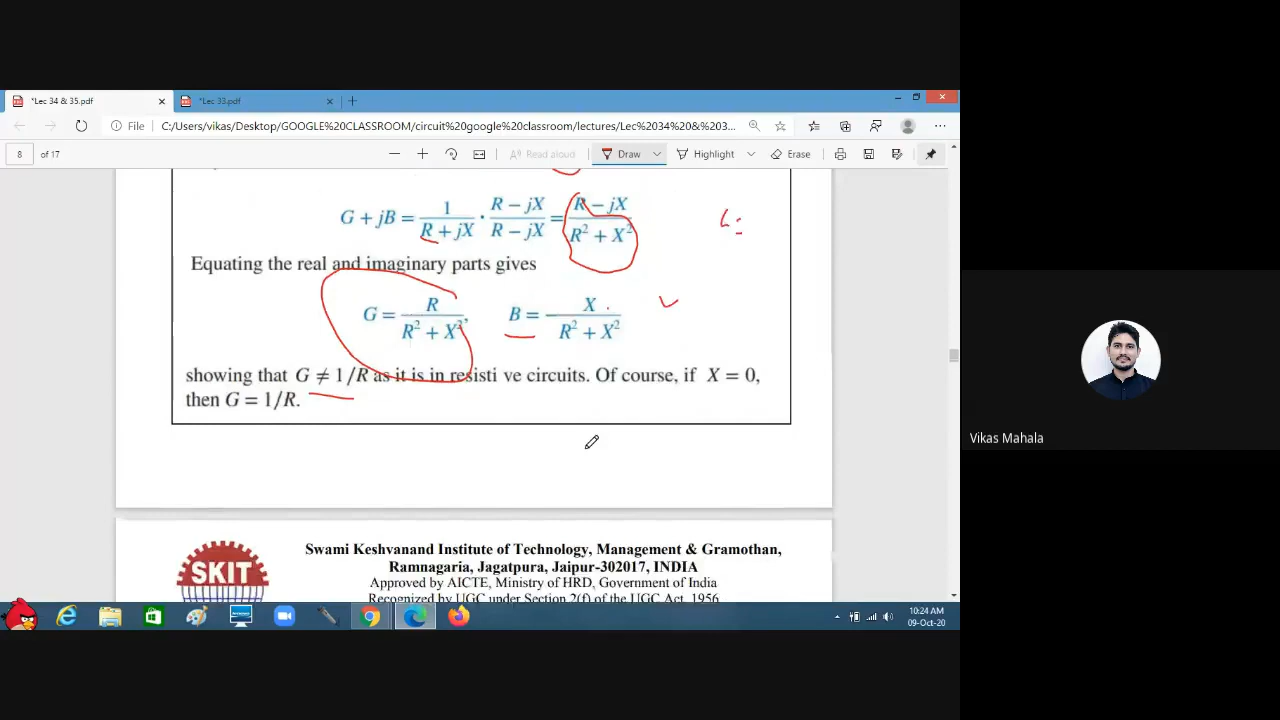 *Lec 34 & 35.pdf
*Lec 33.pdf
File C:/Users/vikas/Desktop/GOOGLE%20CLASSROOM/circuit%20google%20classroom/lectures/Lec%2034%20&%203...
8 of 17 Read aloud Draw Highlight Erase
G + jB = 1/(R + jX) · (R − jX)/(R − jX) = (R − jX)/(R² + X²)
Equating the real and imaginary parts gives
G = R/(R² + X²), B = − X/(R² + X²)
showing that G ≠ 1/R as it is in resisti ve circuits. Of course, if X = 0,
then G = 1/R.
Swami Keshvanand Institute of Technology, Management & Gramothan,
Ramnagaria, Jagatpura, Jaipur-302017, INDIA
Approved by AICTE, Ministry of HRD, Government of India
Recognized by UGC under Section 2(f) of the UGC Act, 1956
SKIT
Vikas Mahala
10:24 AM
09-Oct-20